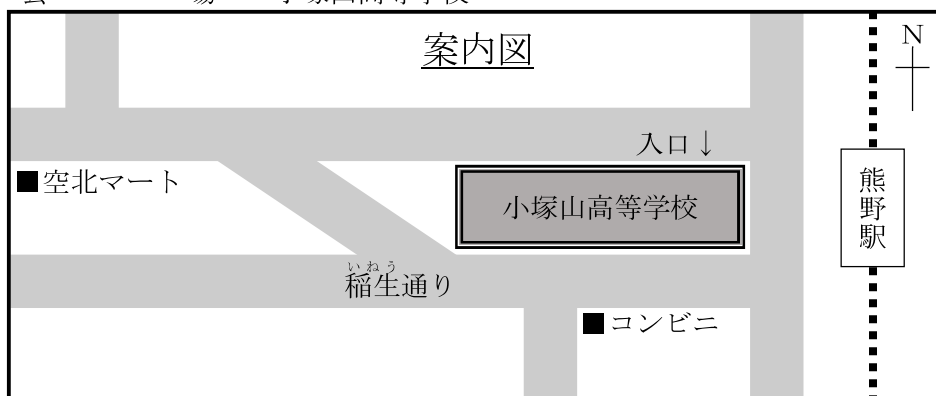 案内図
N
入口↓
■空北マート
小塚山高等学校
熊野駅
いねう
稲生通り
■コンビニ